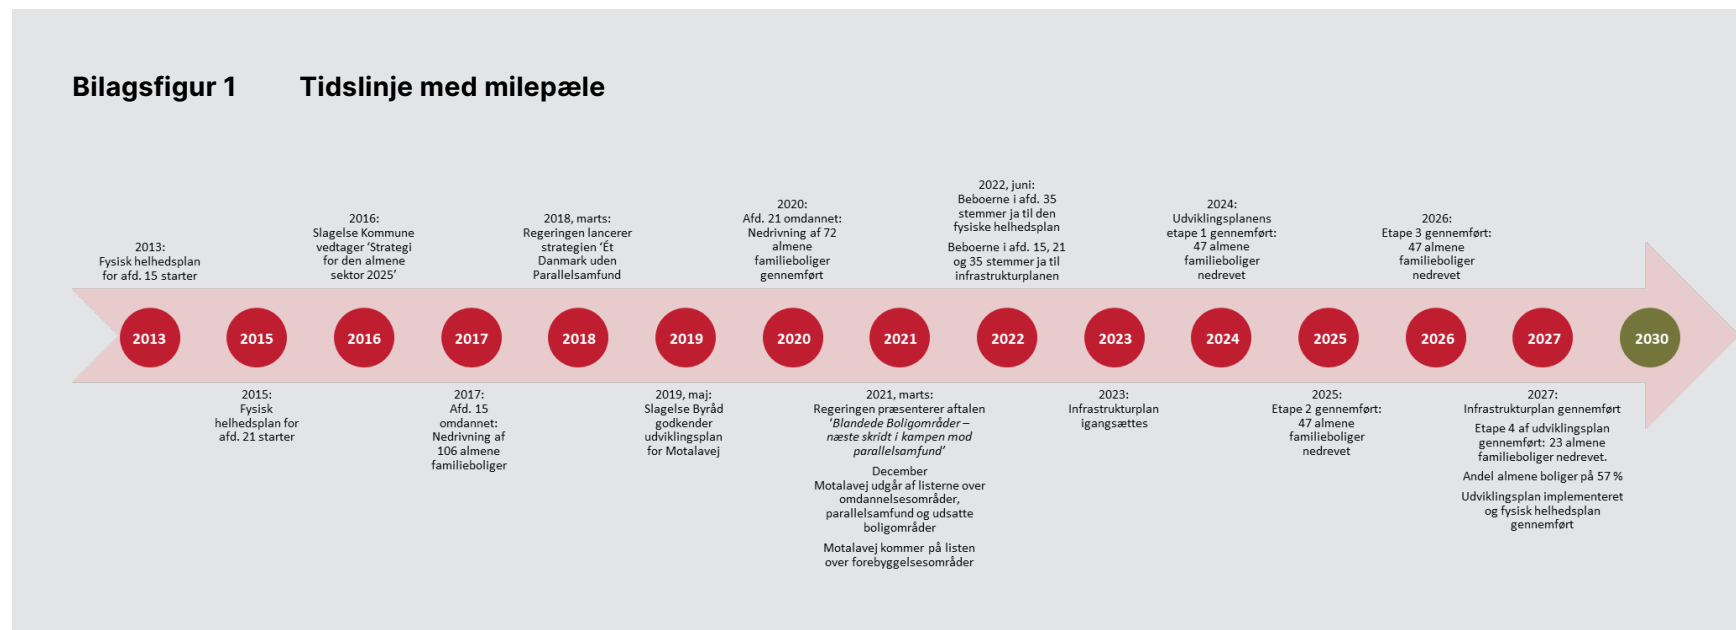 Bilagsfigur 1 Tidslinje med milepæle
2013:
Fysisk helhedsplan
for afd. 15 starter
2016:
Slagelse Kommune
vedtager ‘Strategi
for den almene
sektor 2025’
2018, marts:
Regeringen lancerer
strategien ‘Ét
Danmark uden
Parallelsamfund
2020:
Afd. 21 omdannet:
Nedrivning af 72
almene
familieboliger
gennemført
2022, juni:
Beboerne i afd. 35
stemmer ja til den
fysiske helhedsplan
Beboerne i afd. 15, 21
og 35 stemmer ja til
infrastrukturplanen
2024:
Udviklingsplanens
etape 1 gennemført:
47 almene
familieboliger
nedrevet
2026:
Etape 3 gennemført:
47 almene
familieboliger
nedrevet
2013
2015
2016
2017
2018
2019
2020
2021
2022
2023
2024
2025
2026
2027
2030
2015:
Fysisk
helhedsplan for
afd. 21 starter
2017:
Afd. 15
omdannet:
Nedrivning af
106 almene
familieboliger
2019, maj:
Slagelse Byråd
godkender
udviklingsplan
for Motalavej
2021, marts:
Regeringen præsenterer aftalen
‘Blandede Boligområder –
næste skridt i kampen mod
parallelsamfund’
December
Motalavej udgår af listerne over
omdannelsesområder,
parallelsamfund og udsatte
boligområder
Motalavej kommer på listen
over forebyggelsesområder
2023:
Infrastrukturplan
igangsættes
2025:
Etape 2 gennemført:
47 almene
familieboliger
nedrevet
2027:
Infrastrukturplan gennemført
Etape 4 af udviklingsplan
gennemført: 23 almene
familieboliger nedrevet.
Andel almene boliger på 57 %
Udviklingsplan implementeret
og fysisk helhedsplan
gennemført